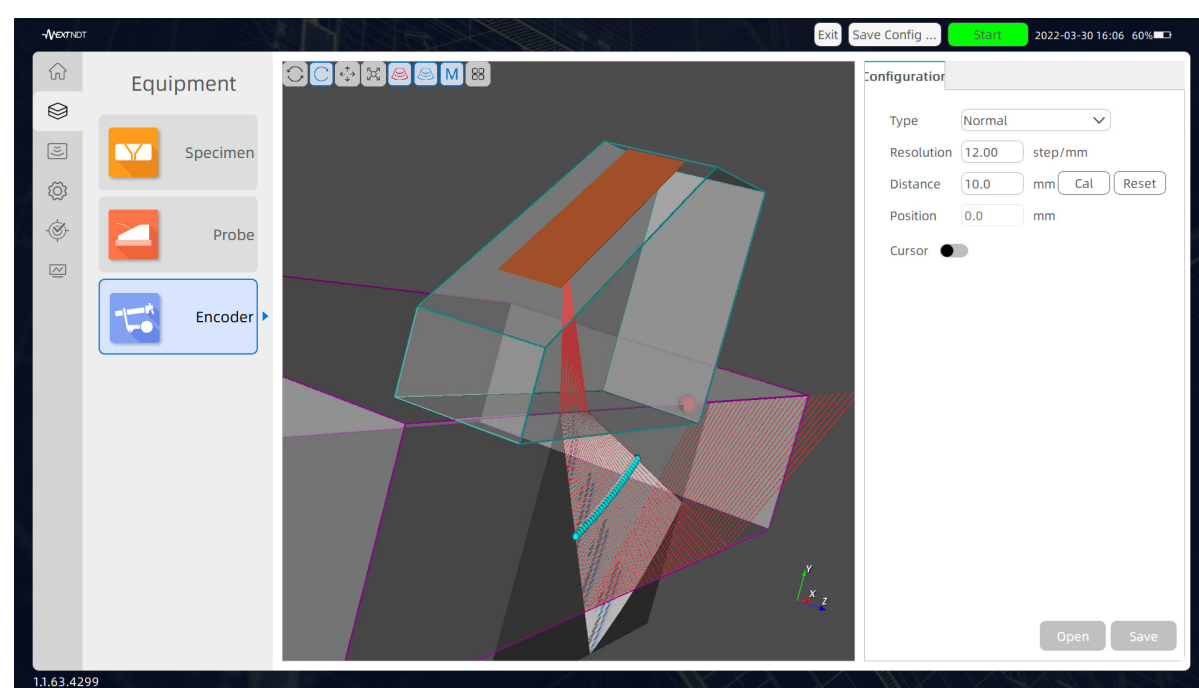 NEXTNDT
Exit
Save Config ...
Start
2022-03-30 16:06 60%
Equipment
Specimen
Probe
Encoder
M
Configuration
Type Normal
Resolution 12.00 step/mm
Distance 10.0 mm Cal Reset
Position 0.0 mm
Cursor
Y
X
Z
Open
Save
1.1.63.4299